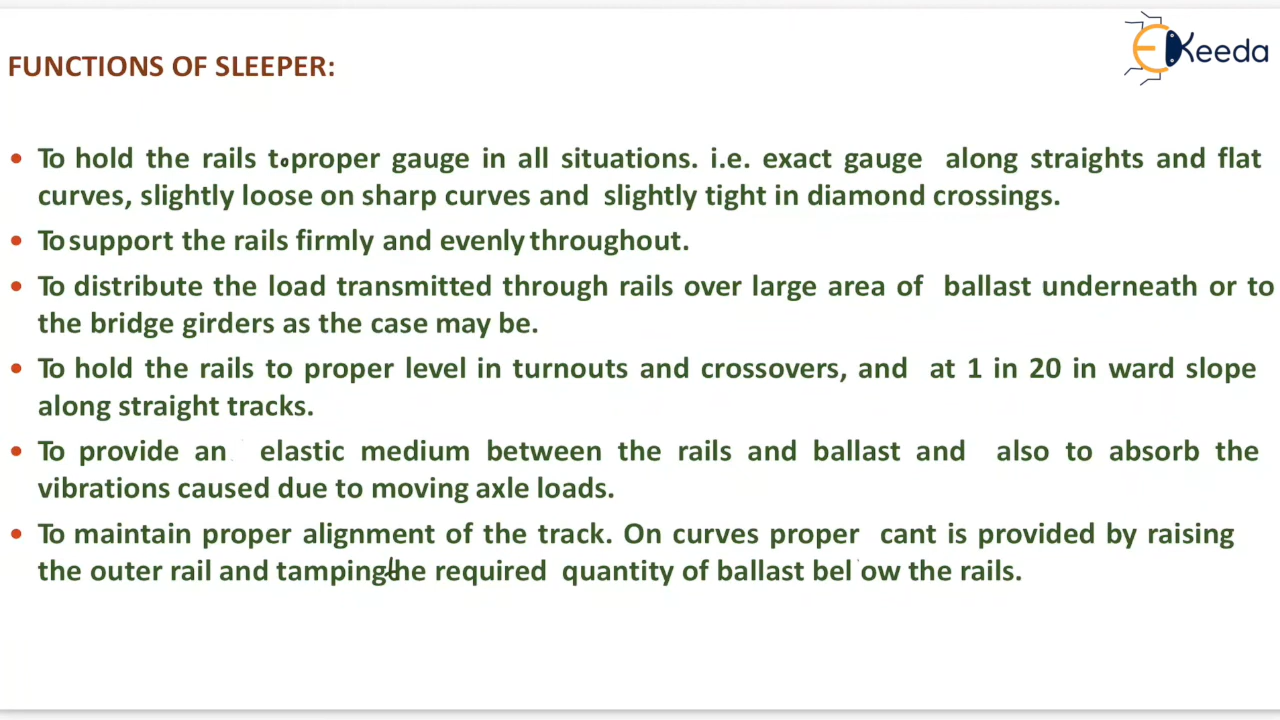 EKeeda
FUNCTIONS OF SLEEPER:
• To hold the rails to proper gauge in all situations. i.e. exact gauge along straights and flat
curves, slightly loose on sharp curves and slightly tight in diamond crossings.
• To support the rails firmly and evenly throughout.
• To distribute the load transmitted through rails over large area of ballast underneath or to
the bridge girders as the case may be.
• To hold the rails to proper level in turnouts and crossovers, and at 1 in 20 in ward slope
along straight tracks.
• To provide an elastic medium between the rails and ballast and also to absorb the
vibrations caused due to moving axle loads.
• To maintain proper alignment of the track. On curves proper cant is provided by raising
the outer rail and tamping the required quantity of ballast bel ow the rails.